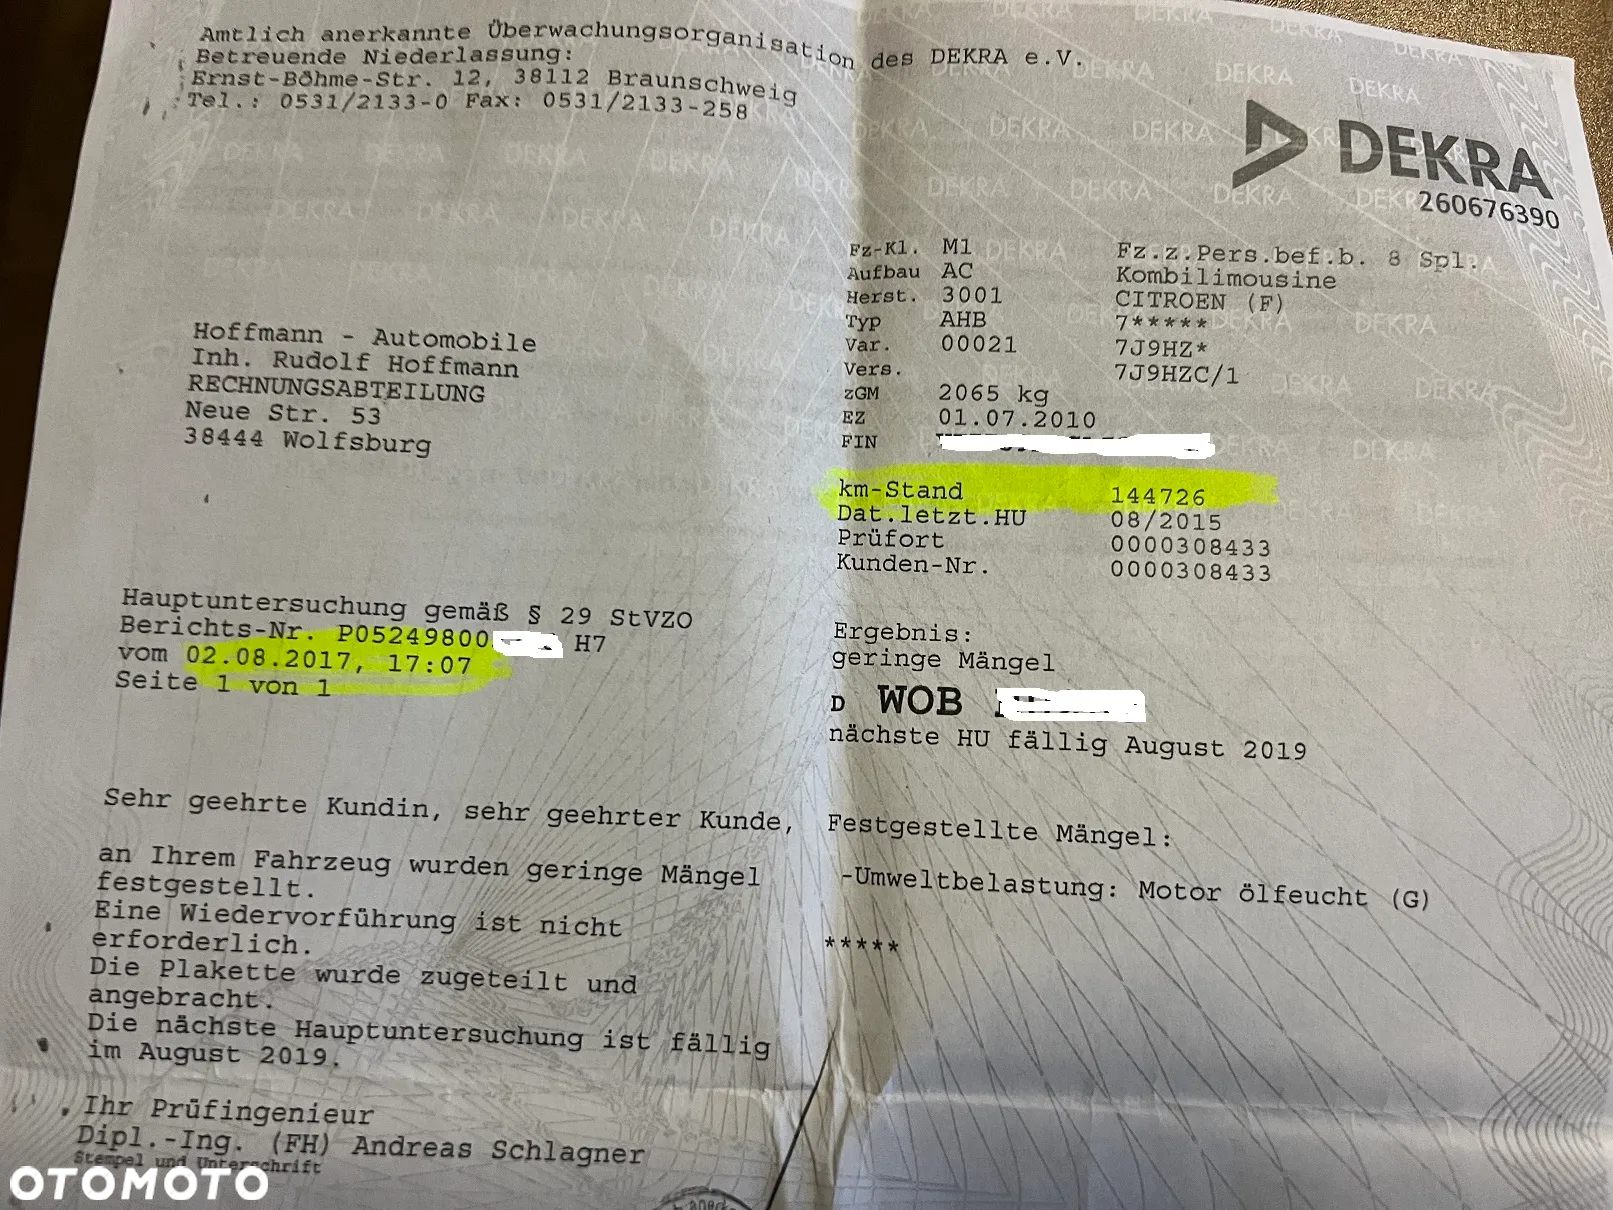 Amtlich anerkannte Überwachungsorganisation des DEKRA e.V.
Betreuende Niederlassung:
Ernst-Böhme-Str. 12, 38112 Braunschweig
Tel.: 0531/2133-0 Fax: 0531/2133-258
DEKRA
260676390
Fz-Kl. M1 Fz.z.Pers.bef.b. 8 Spl.
Aufbau AC Kombilimousine
Herst. 3001 CITROEN (F)
Typ AHB 7*****
Var. 00021 7J9HZ*
Vers. 7J9HZC/1
zGM 2065 kg
EZ 01.07.2010
FIN
Hoffmann - Automobile
Inh. Rudolf Hoffmann
RECHNUNGSABTEILUNG
Neue Str. 53
38444 Wolfsburg
km-Stand 144726
Dat.letzt.HU 08/2015
Prüfort 0000308433
Kunden-Nr. 0000308433
Hauptuntersuchung gemäß § 29 StVZO
Berichts-Nr. P05249800 H7
vom 02.08.2017, 17:07
Seite 1 von 1
Ergebnis:
geringe Mängel
D WOB
nächste HU fällig August 2019
Sehr geehrte Kundin, sehr geehrter Kunde,
an Ihrem Fahrzeug wurden geringe Mängel
festgestellt.
Eine Wiedervorführung ist nicht
erforderlich.
Die Plakette wurde zugeteilt und
angebracht.
Die nächste Hauptuntersuchung ist fällig
im August 2019.
Festgestellte Mängel:
-Umweltbelastung: Motor ölfeucht (G)
*****
Ihr Prüfingenieur
Dipl.-Ing. (FH) Andreas Schlagner
Stempel und Unterschrift
OTOMOTO